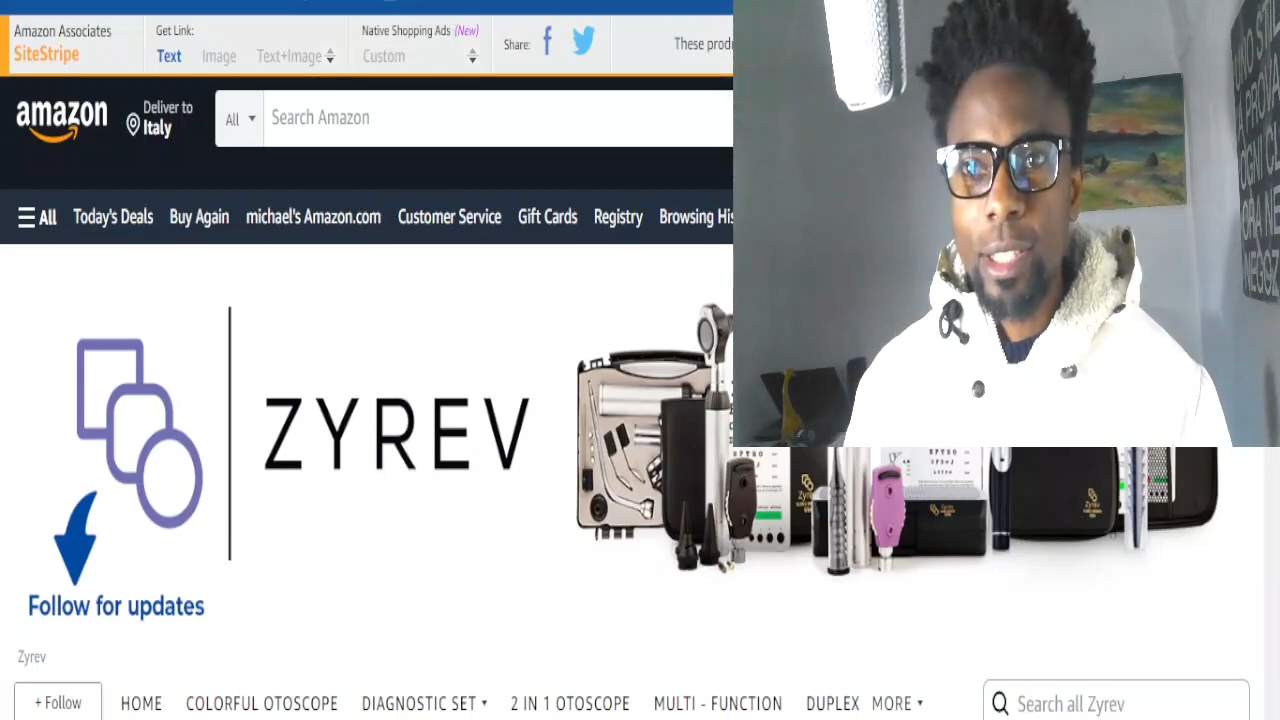 Amazon Associates
SiteStripe
Get Link:
Text Image Text+Image
Native Shopping Ads (New)
Custom
Share:
These
amazon
Deliver to
Italy
All
Search Amazon
All Today's Deals Buy Again michael's Amazon.com Customer Service Gift Cards Registry Browsing
ZYREV
Follow for updates
Zyrev
+ Follow HOME COLORFUL OTOSCOPE DIAGNOSTIC SET 2 IN 1 OTOSCOPE MULTI - FUNCTION DUPLEX MORE
Search all Zyrev